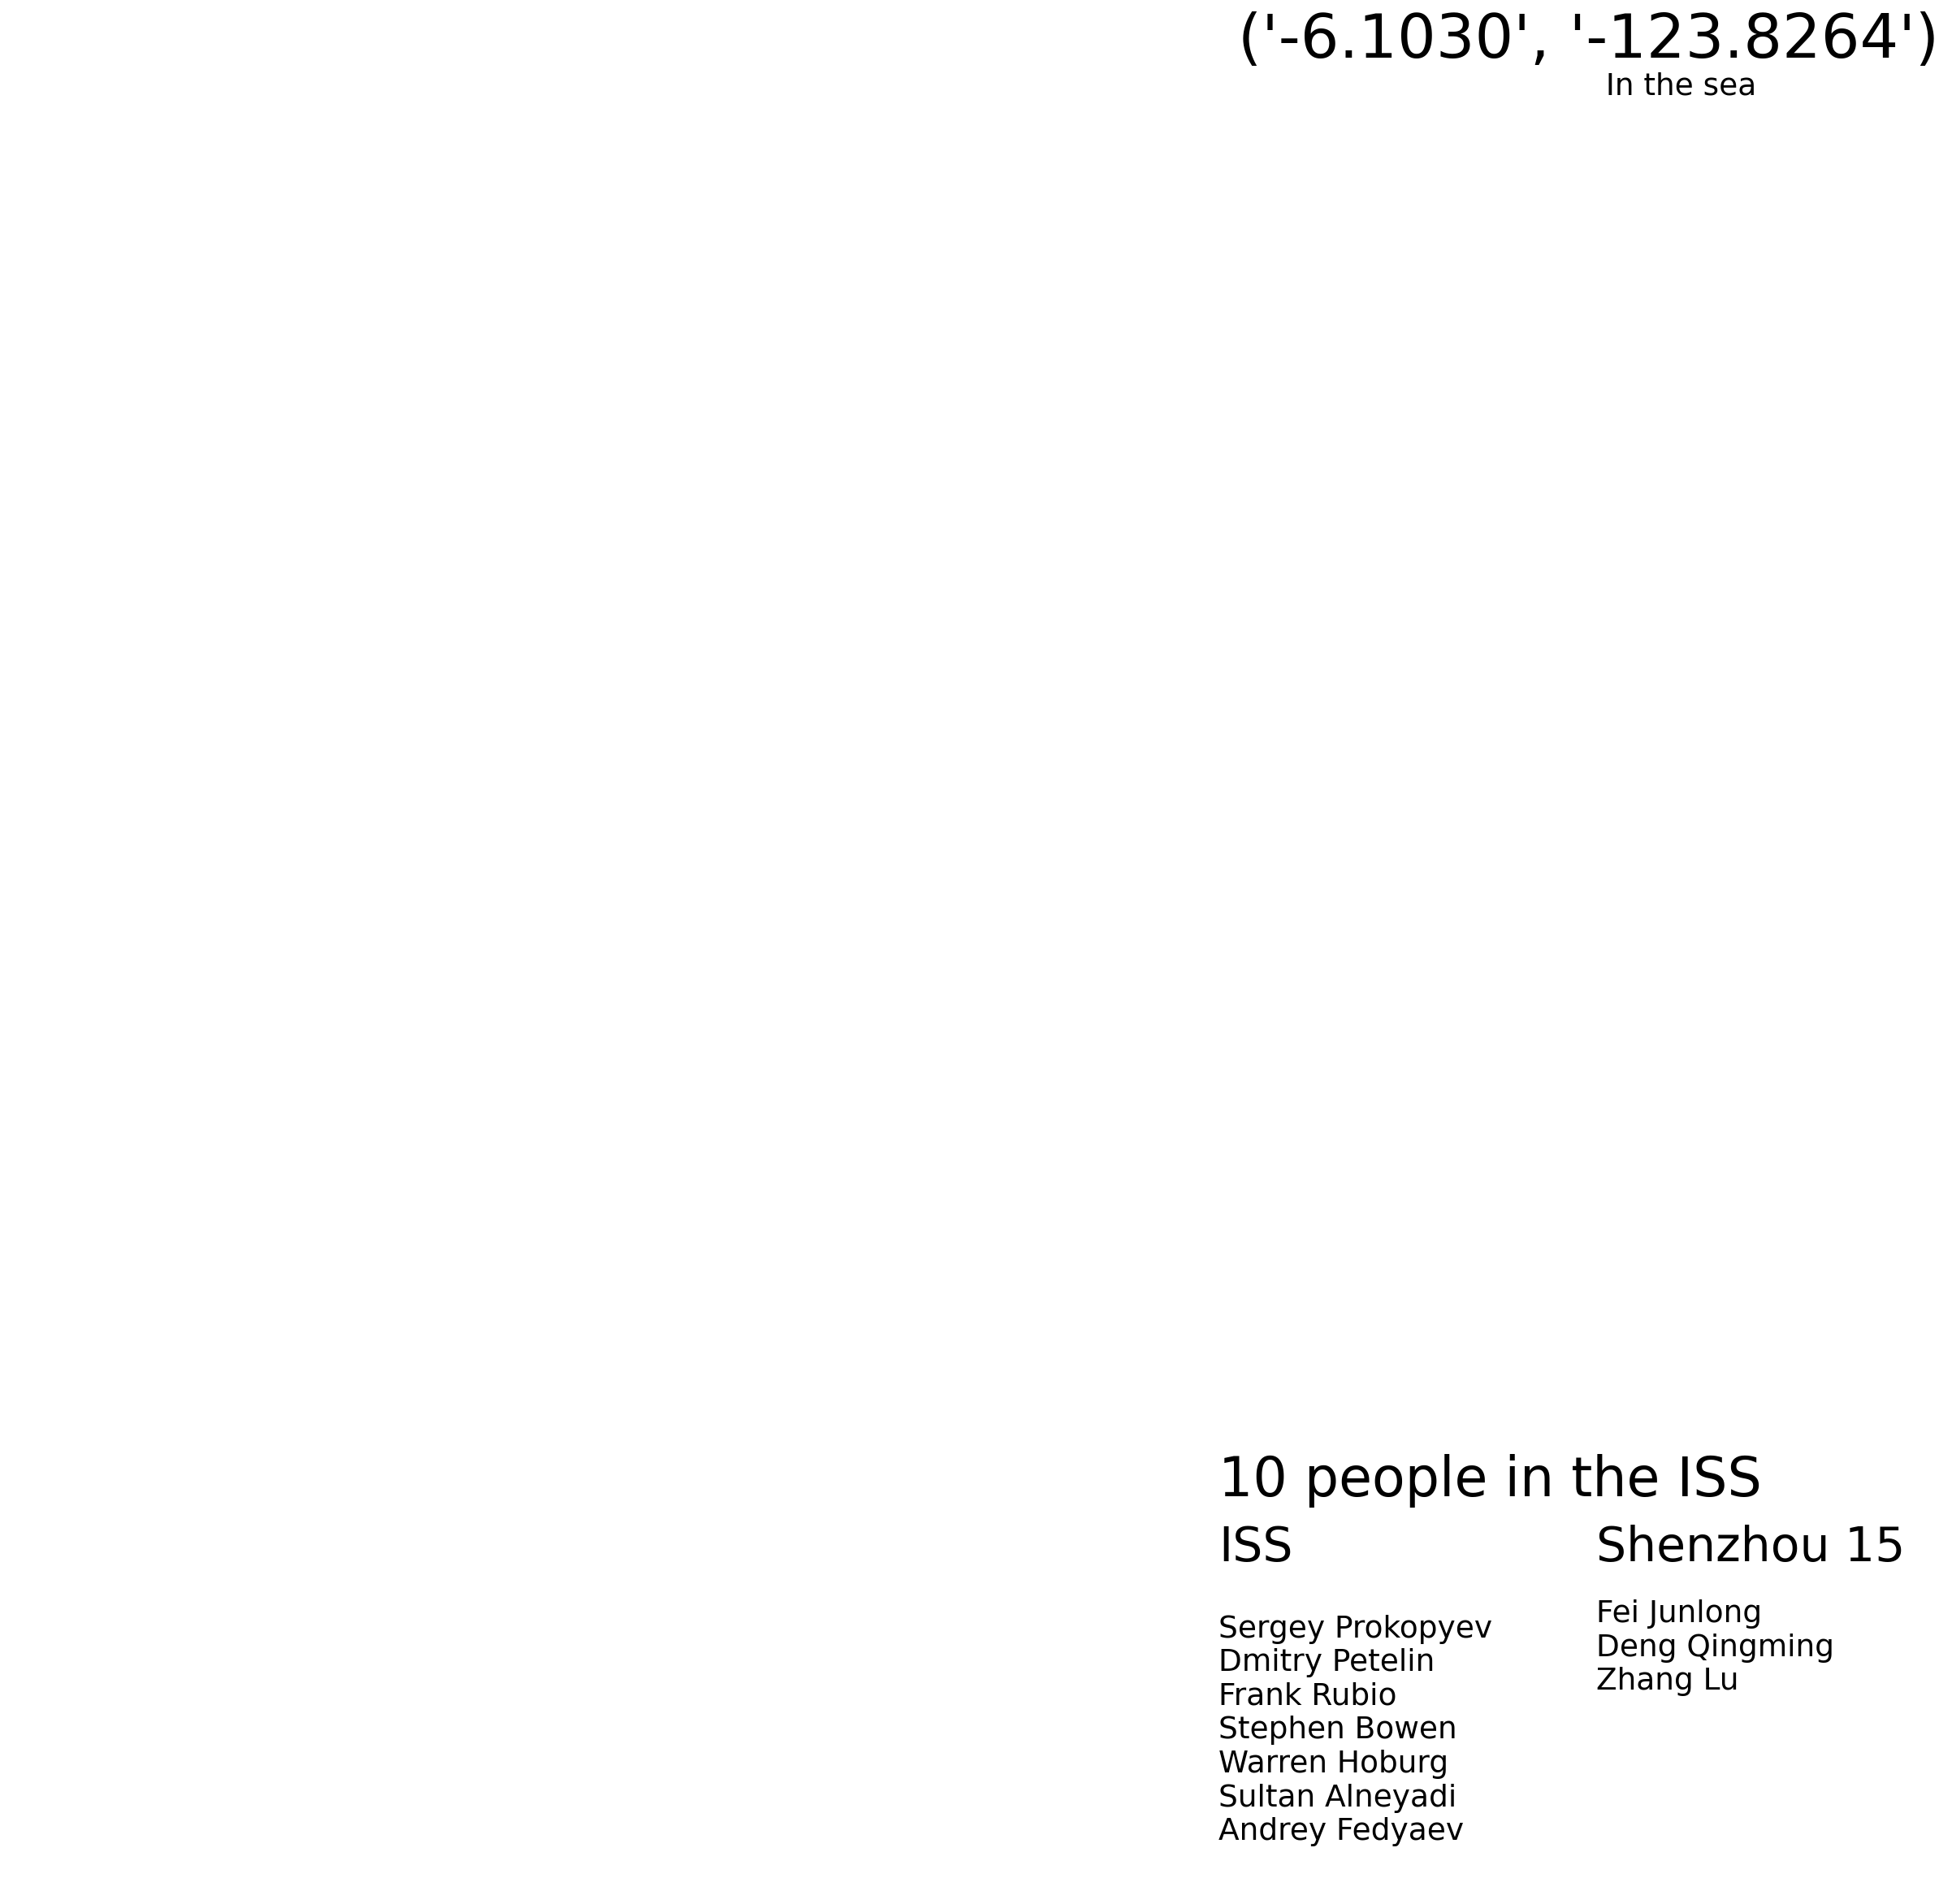 ('-6.1030', '-123.8264')
In the sea
10 people in the ISS
ISS
Sergey Prokopyev
Dmitry Petelin
Frank Rubio
Stephen Bowen
Warren Hoburg
Sultan Alneyadi
Andrey Fedyaev
Shenzhou 15
Fei Junlong
Deng Qingming
Zhang Lu